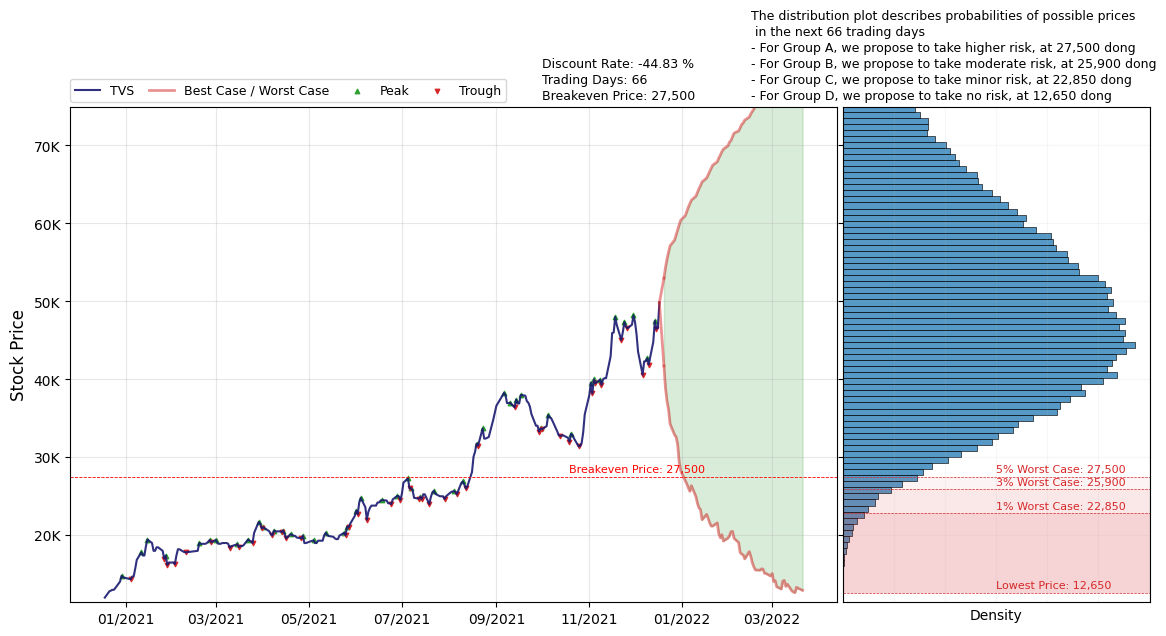 The distribution plot describes probabilities of possible prices
in the next 66 trading days
- For Group A, we propose to take higher risk, at 27,500 dong
- For Group B, we propose to take moderate risk, at 25,900 dong
- For Group C, we propose to take minor risk, at 22,850 dong
- For Group D, we propose to take no risk, at 12,650 dong
Discount Rate: -44.83 %
Trading Days: 66
Breakeven Price: 27,500
TVS
Best Case / Worst Case
Peak
Trough
Stock Price
70K
60K
50K
40K
30K
20K
Breakeven Price: 27,500
5% Worst Case: 27,500
3% Worst Case: 25,900
1% Worst Case: 22,850
Lowest Price: 12,650
01/2021
03/2021
05/2021
07/2021
09/2021
11/2021
01/2022
03/2022
Density